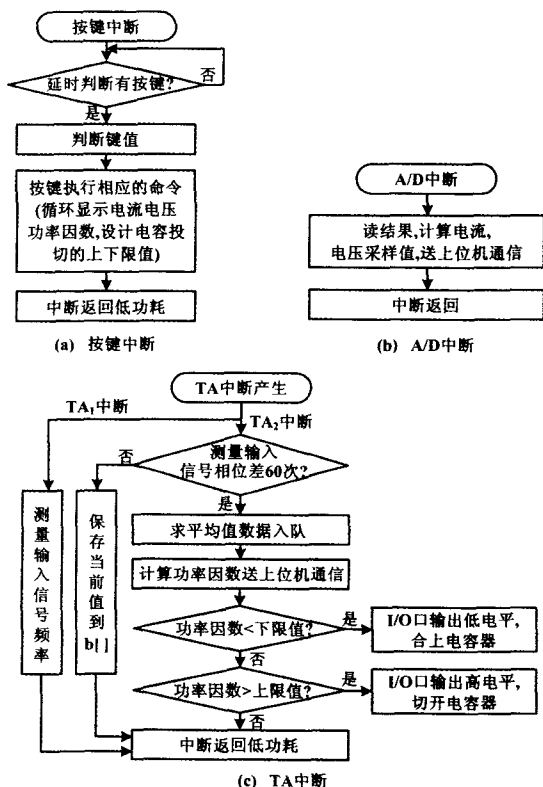 按键中断
延时判断有按键?
否
是
判断键值
按键执行相应的命令
(循环显示电流电压
功率因数,设计电容投
切的上下限值)
中断返回低功耗
(a) 按键中断
A/D中断
读结果,计算电流,
电压采样值,送上位机通信
中断返回
(b) A/D中断
TA中断产生
TA₁中断
TA₂中断
测量输入
信号相位差60次?
否
是
测量输入信号频率
保存当前值到b[ ]
求平均值数据入队
计算功率因数送上位机通信
功率因数<下限值?
是
I/O口输出低电平,
合上电容器
否
功率因数>上限值?
是
I/O口输出高电平,
切开电容器
否
中断返回低功耗
(c) TA中断